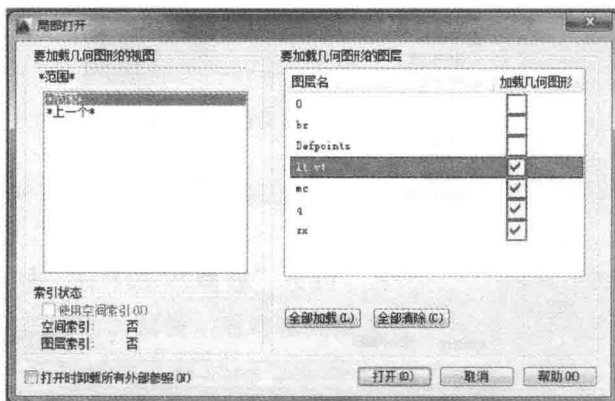 局部打开
要加载几何图形的视图
*范围*
*上一个*
索引状态
使用空间索引(U)
空间索引: 否
图层索引: 否
打开时卸载所有外部参照(N)
要加载几何图形的图层
图层名 加载几何图形
0
bz
Defpoints
mc
q
zx
全部加载(L) 全部清除(C)
打开(O) 取消 帮助(H)